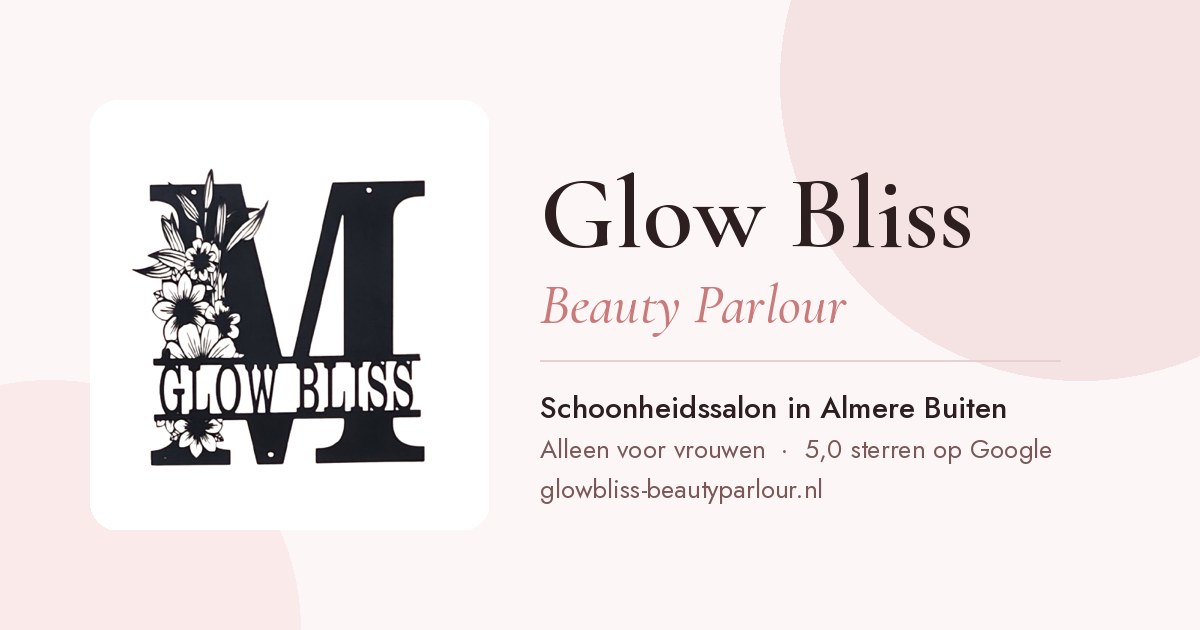 M
GLOW BLISS
Glow Bliss
Beauty Parlour
Schoonheidssalon in Almere Buiten
Alleen voor vrouwen · 5,0 sterren op Google
glowbliss-beautyparlour.nl